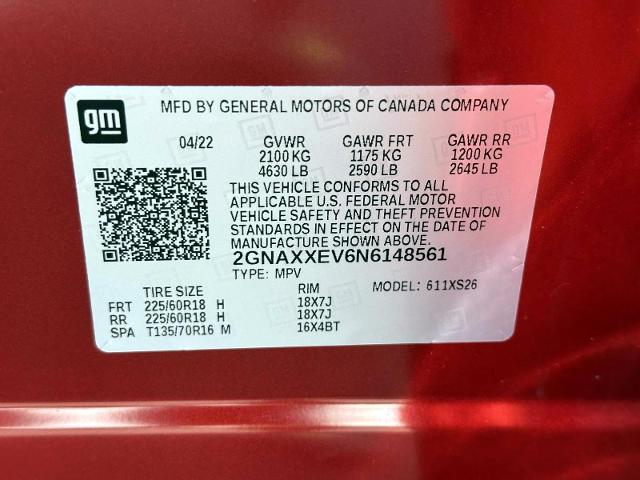 gm
MFD BY GENERAL MOTORS OF CANADA COMPANY
04/22 GVWR GAWR FRT GAWR RR
2100 KG 1175 KG 1200 KG
4630 LB 2590 LB 2645 LB
THIS VEHICLE CONFORMS TO ALL
APPLICABLE U.S. FEDERAL MOTOR
VEHICLE SAFETY AND THEFT PREVENTION
STANDARDS IN EFFECT ON THE DATE
OF MANUFACTURE SHOWN ABOVE.
2GNAXXEV6N6148561
TYPE: MPV MODEL: 611XS26
TIRE SIZE RIM
FRT 225/60R18 H 18X7J
RR 225/60R18 H 18X7J
SPA T135/70R16 M 16X4BT